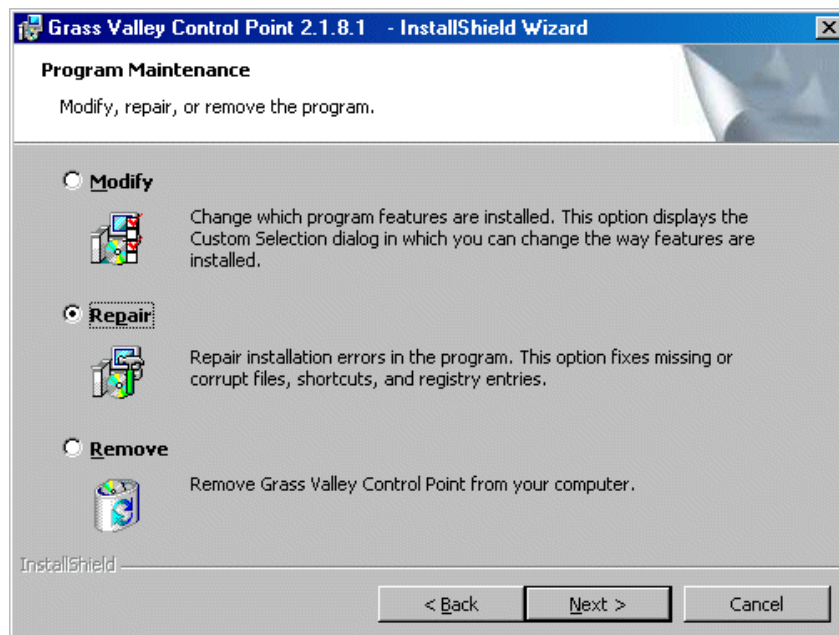 Grass Valley Control Point 2.1.8.1 - InstallShield Wizard
Program Maintenance
Modify, repair, or remove the program.
Modify
Change which program features are installed. This option displays the
Custom Selection dialog in which you can change the way features are
installed.
Repair
Repair installation errors in the program. This option fixes missing or
corrupt files, shortcuts, and registry entries.
Remove
Remove Grass Valley Control Point from your computer.
InstallShield
< Back Next > Cancel